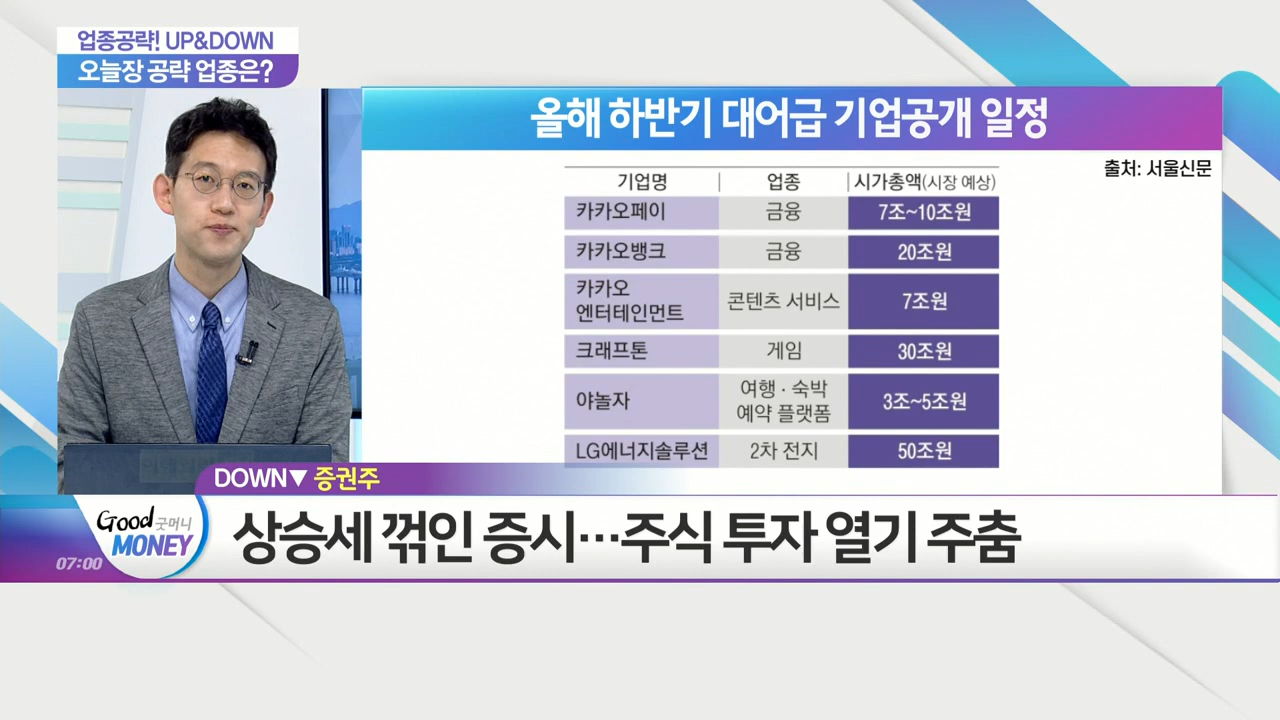 업종공략! UP&DOWN
오늘장 공략 업종은?
올해 하반기 대어급 기업공개 일정
출처: 서울신문
기업명 업종 시가총액(시장 예상)
카카오페이 금융 7조~10조원
카카오뱅크 금융 20조원
카카오
엔터테인먼트 콘텐츠 서비스 7조원
크래프톤 게임 30조원
야놀자 여행·숙박
예약 플랫폼 3조~5조원
LG에너지솔루션 2차 전지 50조원
DOWN▼ 증권주
Good 굿머니
MONEY
07:00
상승세 꺾인 증시…주식 투자 열기 주춤